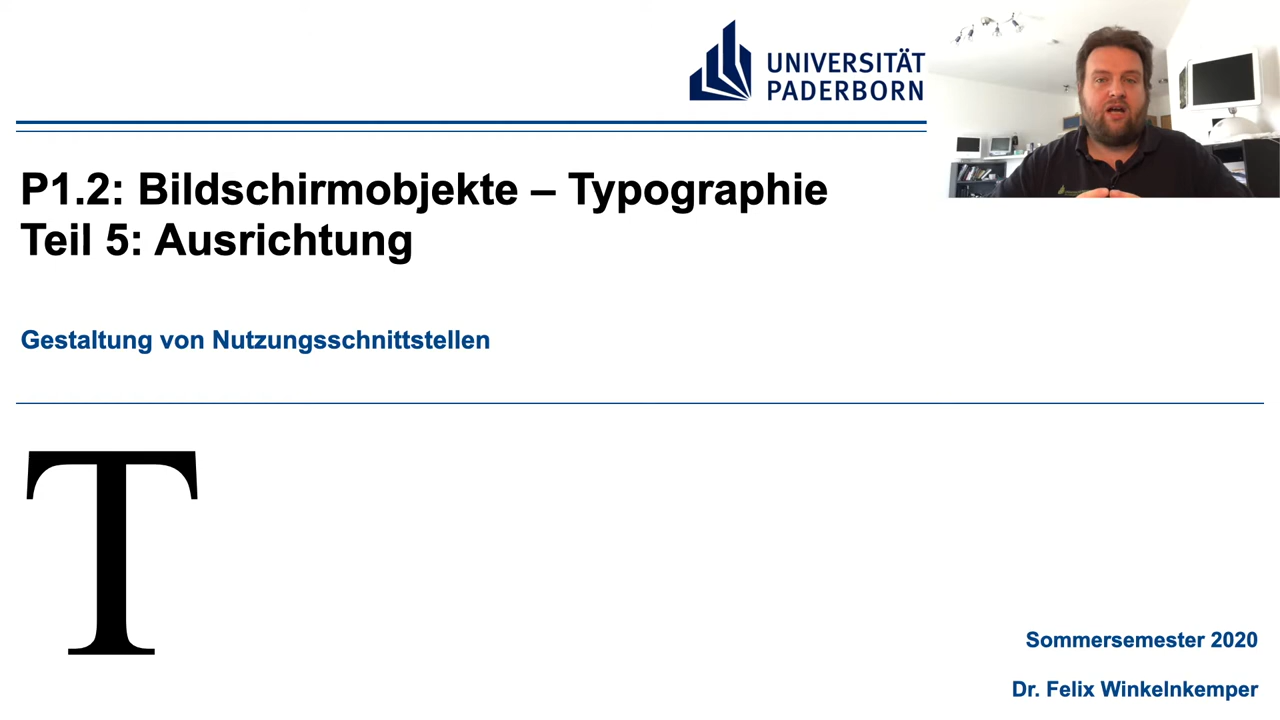 UNIVERSITÄT
PADERBORN
P1.2: Bildschirmobjekte – Typographie
Teil 5: Ausrichtung
Gestaltung von Nutzungsschnittstellen
T
Sommersemester 2020
Dr. Felix Winkelnkemper